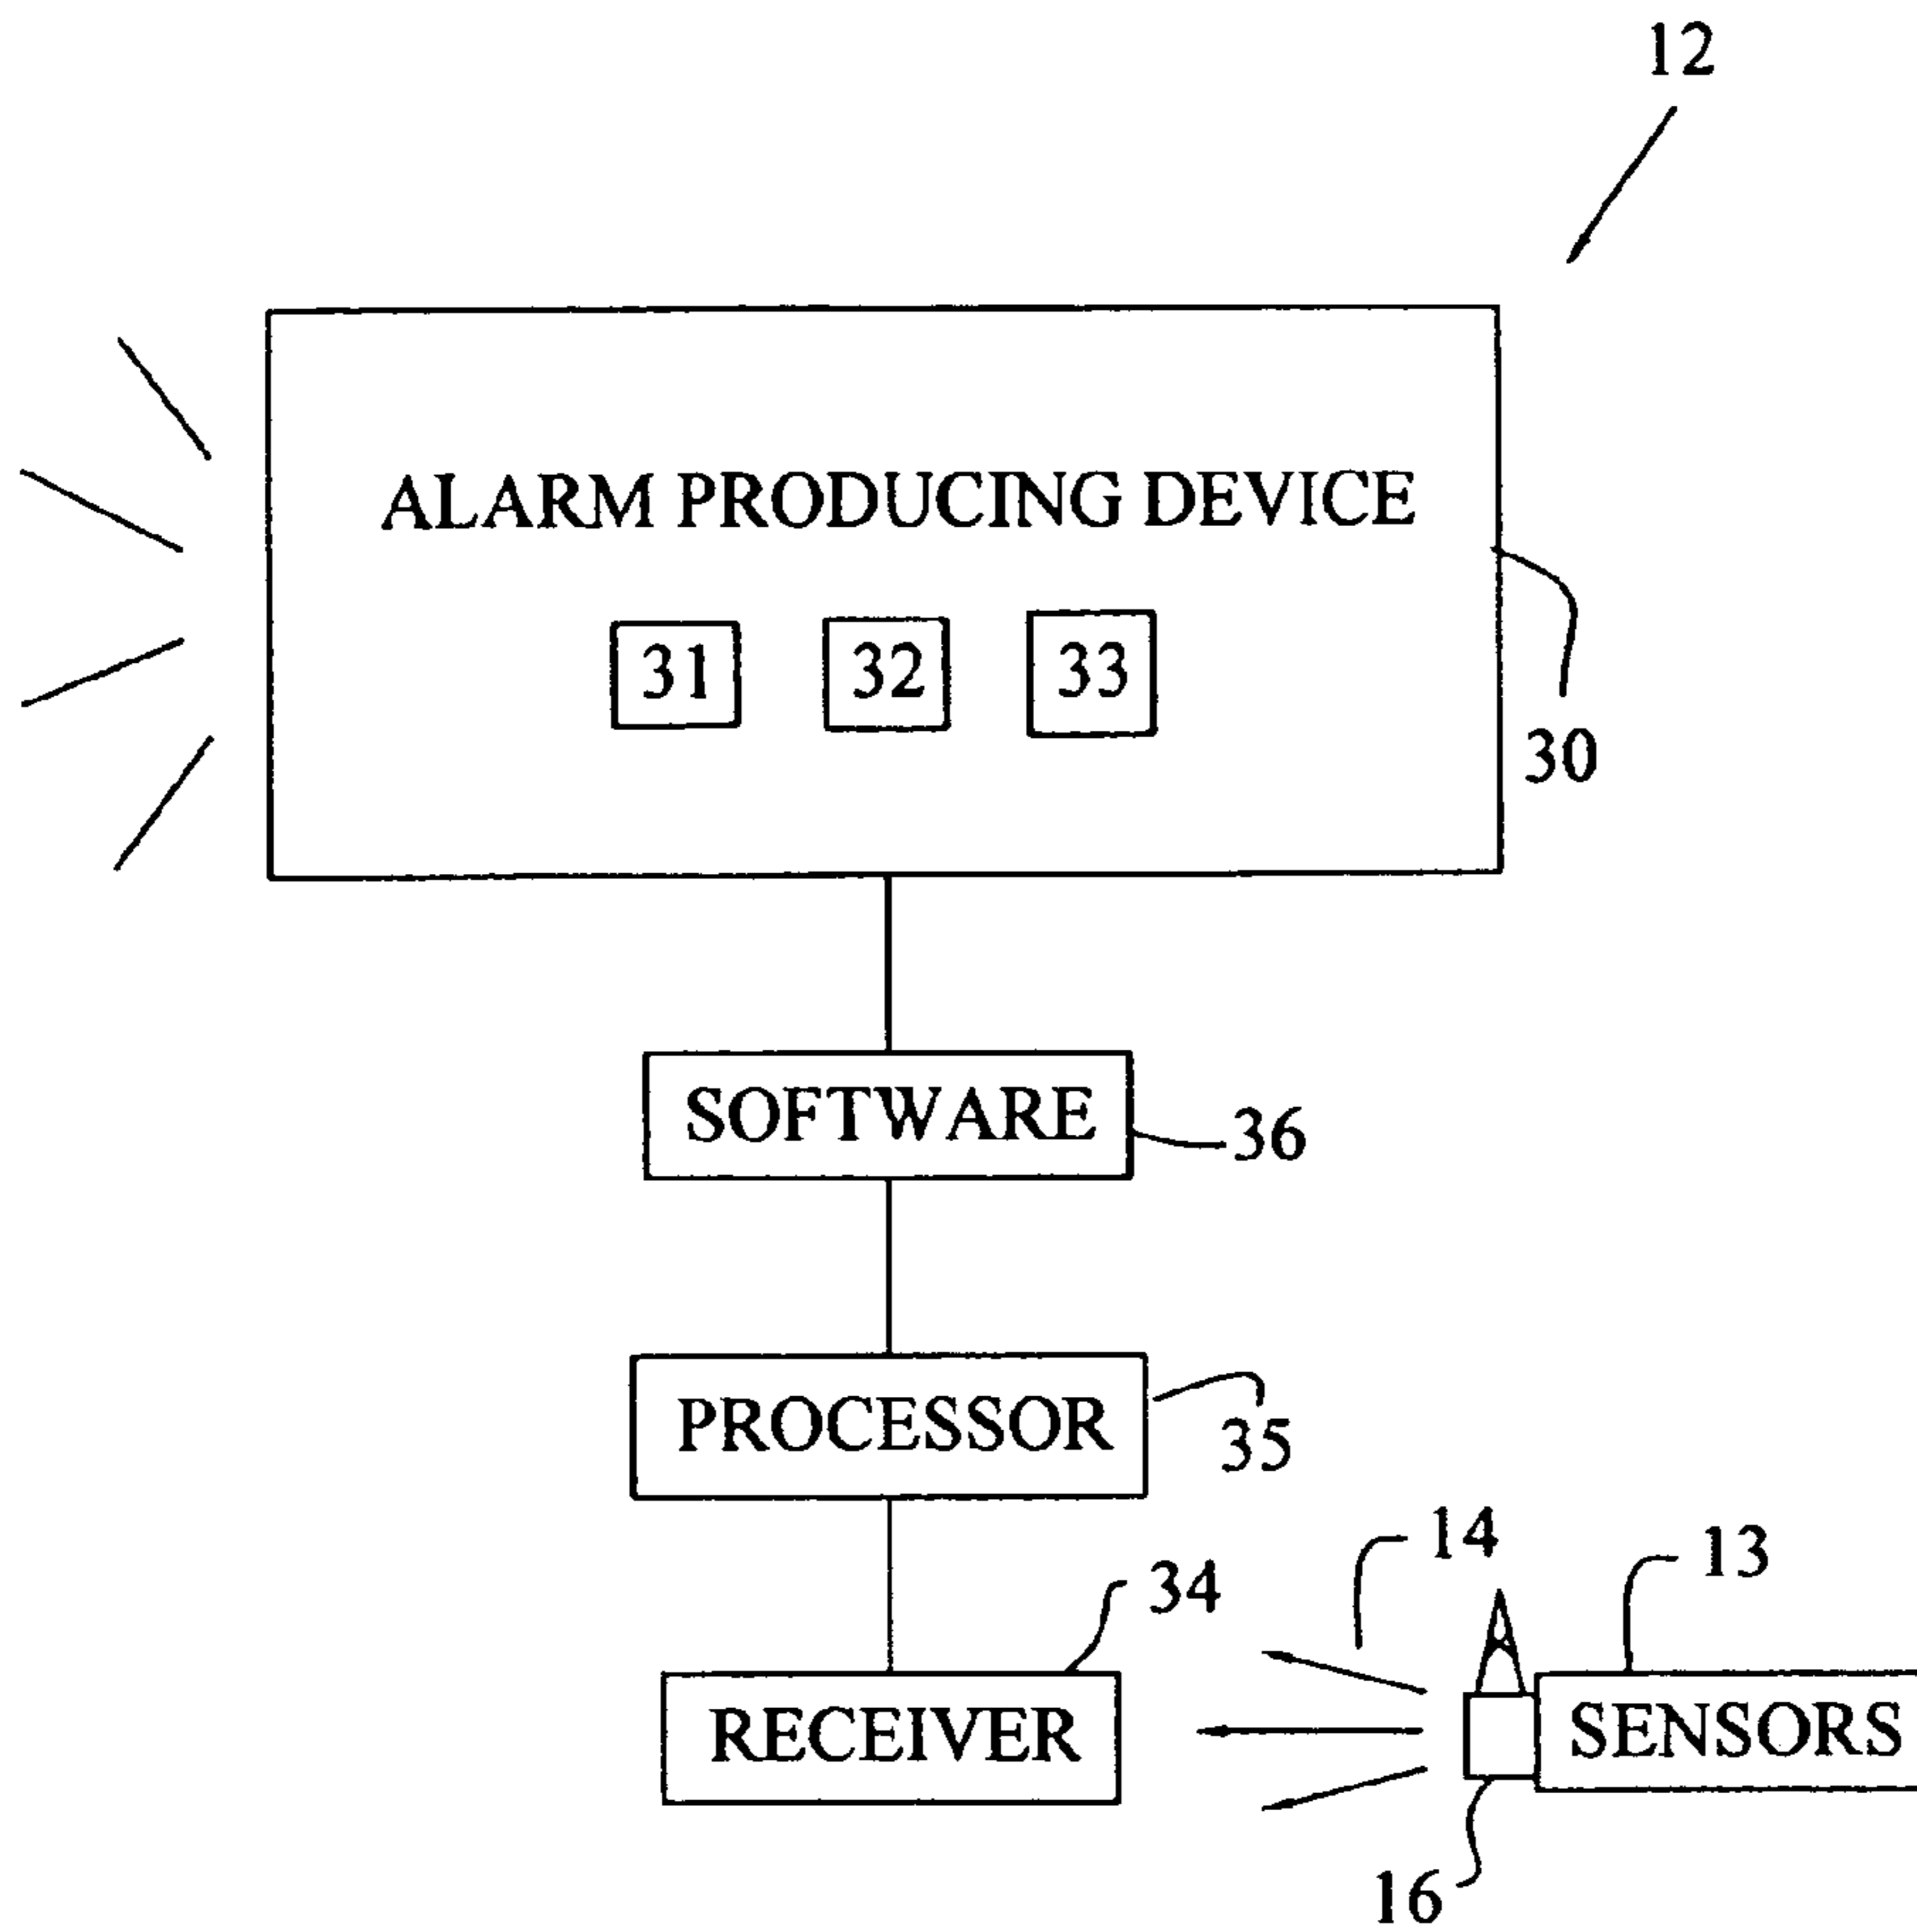 12
ALARM PRODUCING DEVICE
31 32 33
30
SOFTWARE
36
PROCESSOR
35
14
13
34
RECEIVER
SENSORS
16